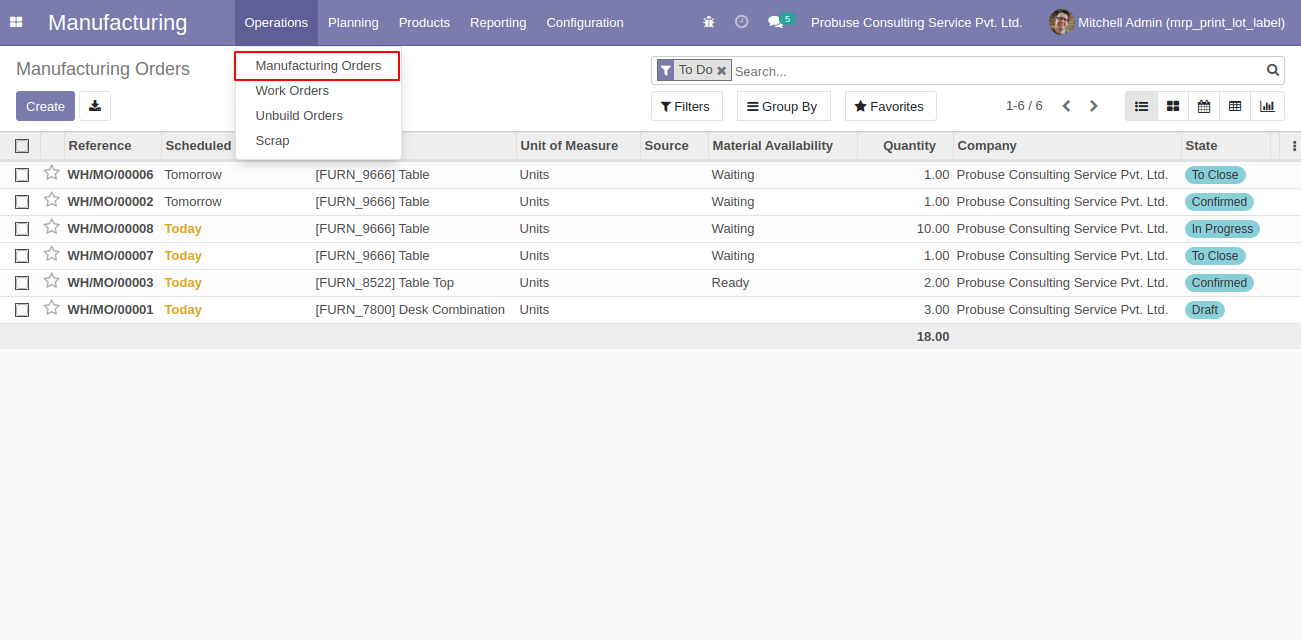 Manufacturing Operations Planning Products Reporting Configuration 5 Probuse Consulting Service Pvt. Ltd. Mitchell Admin (mrp_print_lot_label)
Manufacturing Orders
Work Orders
Unbuild Orders
Scrap
Manufacturing Orders
To Do Search...
Create
Filters Group By Favorites 1-6 / 6
Reference Scheduled Unit of Measure Source Material Availability Quantity Company State
WH/MO/00006 Tomorrow [FURN_9666] Table Units Waiting 1.00 Probuse Consulting Service Pvt. Ltd. To Close
WH/MO/00002 Tomorrow [FURN_9666] Table Units Waiting 1.00 Probuse Consulting Service Pvt. Ltd. Confirmed
WH/MO/00008 Today [FURN_9666] Table Units Waiting 10.00 Probuse Consulting Service Pvt. Ltd. In Progress
WH/MO/00007 Today [FURN_9666] Table Units Waiting 1.00 Probuse Consulting Service Pvt. Ltd. To Close
WH/MO/00003 Today [FURN_8522] Table Top Units Ready 2.00 Probuse Consulting Service Pvt. Ltd. Confirmed
WH/MO/00001 Today [FURN_7800] Desk Combination Units 3.00 Probuse Consulting Service Pvt. Ltd. Draft
18.00